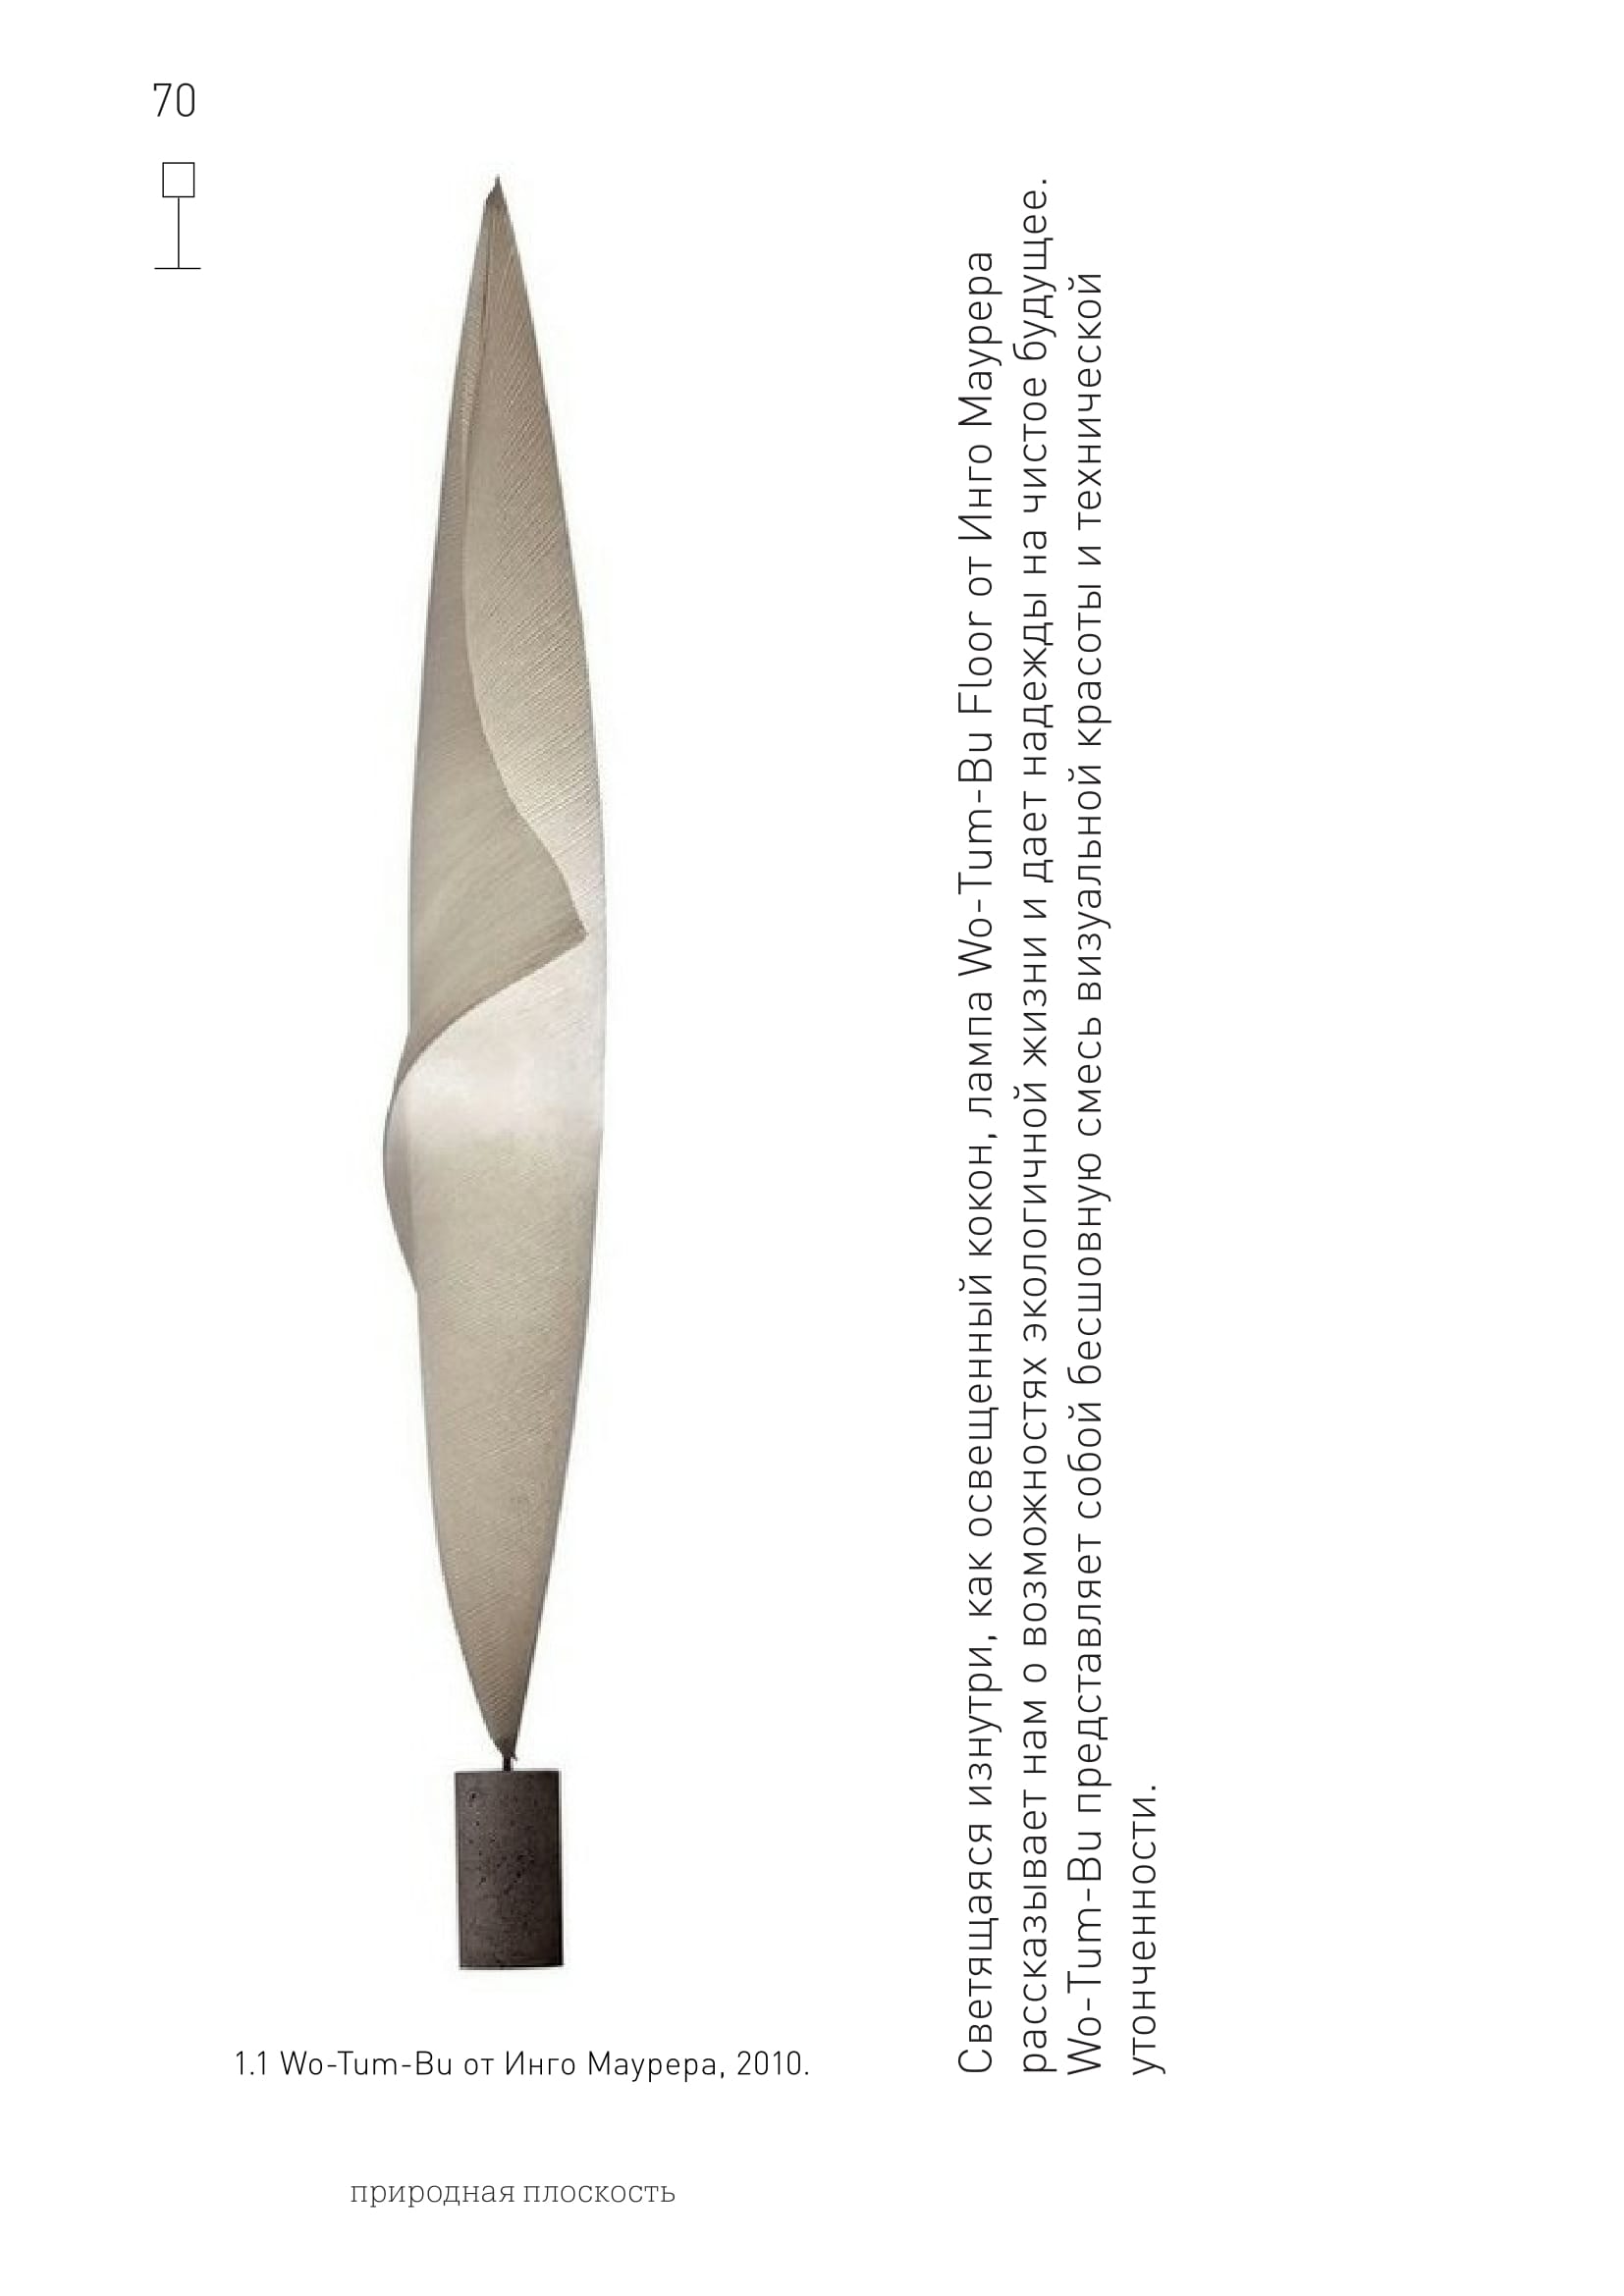 70
Светящаяся изнутри, как освещенный кокон, лампа Wo-Tum-Bu Floor от Инго Маурера
рассказывает нам о возможностях экологичной жизни и дает надежды на чистое будущее.
Wo-Tum-Bu представляет собой бесшовную смесь визуальной красоты и технической
утонченности.
1.1 Wo-Tum-Bu от Инго Маурера, 2010.
природная плоскость